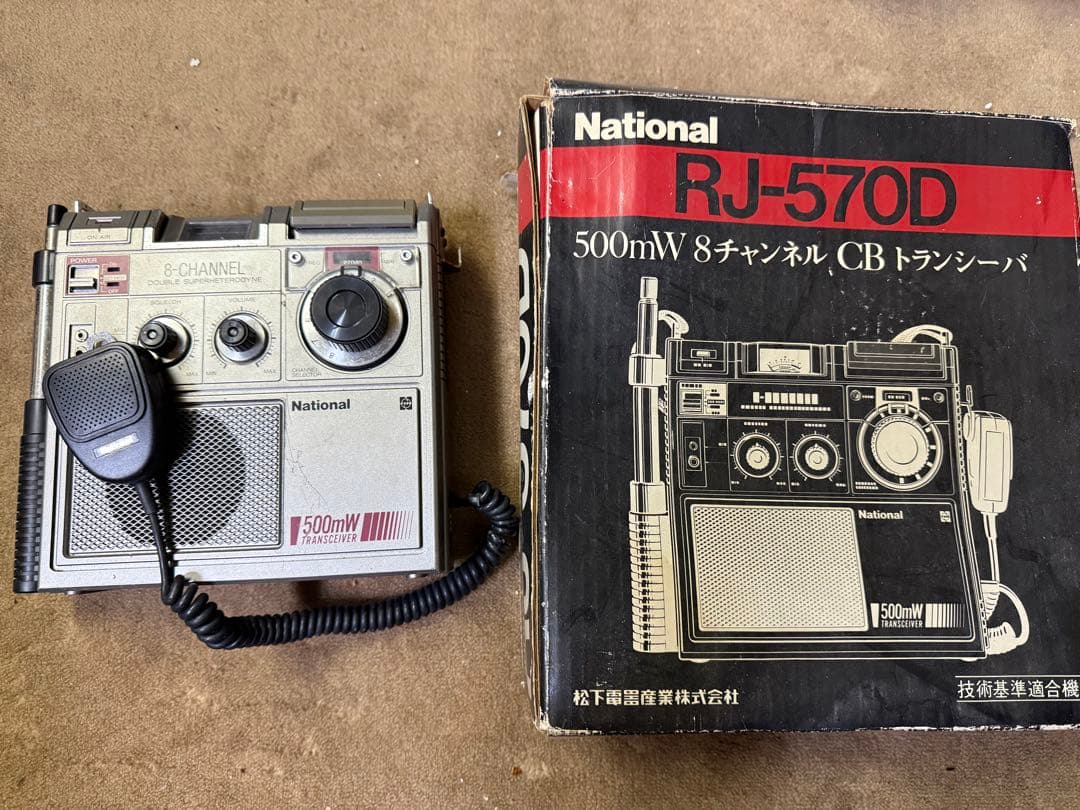 ON AIR
POWER
ON
OFF
8-CHANNEL
DOUBLE SUPERHETERODYNE
SQUELCH
VOLUME
MAX
MIN
MAX
CHANNEL
SELECTOR
National
500mW
TRANSCEIVER
National
RJ-570D
500mW 8チャンネル CB トランシーバ
National
500mW
TRANSCEIVER
松下電器産業株式会社
技術基準適合機